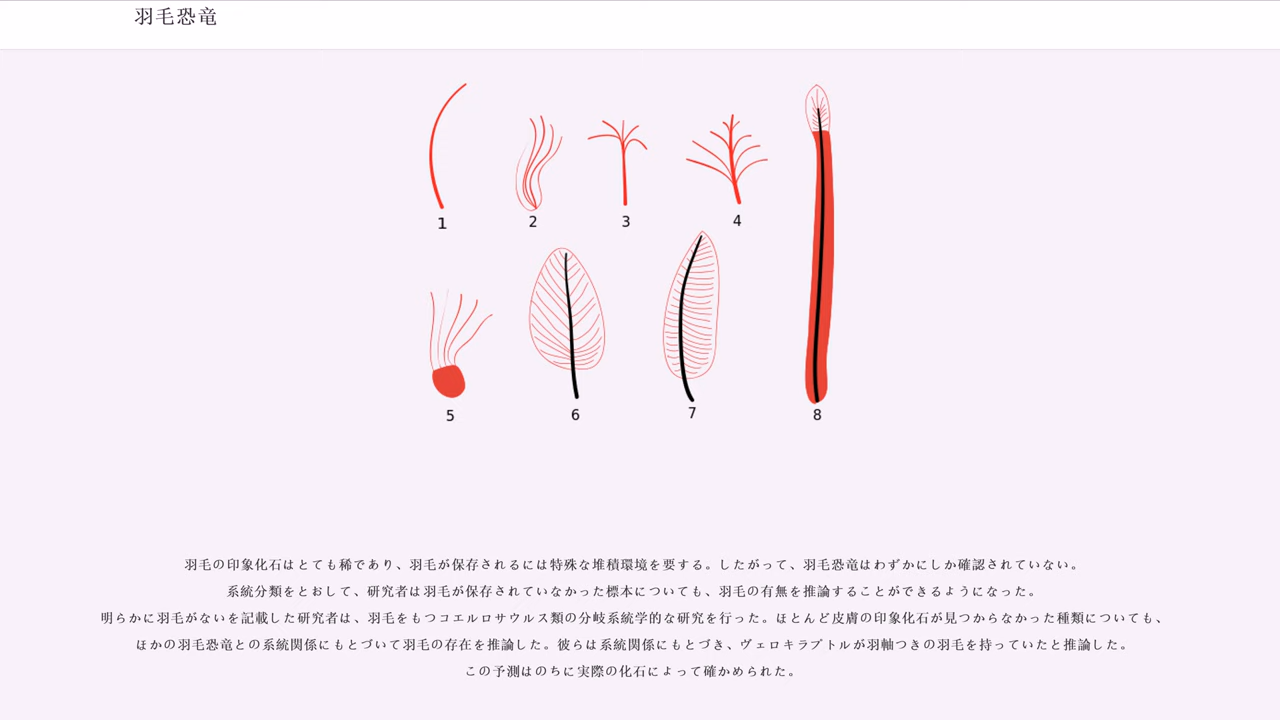 羽毛恐竜
1
2
3
4
5
6
7
8
羽毛の印象化石はとても稀であり、羽毛が保存されるには特殊な堆積環境を要する。したがって、羽毛恐竜はわずかにしか確認されていない。
系統分類をとおして、研究者は羽毛が保存されていなかった標本についても、羽毛の有無を推論することができるようになった。
明らかに羽毛がないを記載した研究者は、羽毛をもつコエルロサウルス類の分岐系統学的な研究を行った。ほとんど皮膚の印象化石が見つからなかった種類についても、
ほかの羽毛恐竜との系統関係にもとづいて羽毛の存在を推論した。彼らは系統関係にもとづき、ヴェロキラプトルが羽軸つきの羽毛を持っていたと推論した。
この予測はのちに実際の化石によって確かめられた。